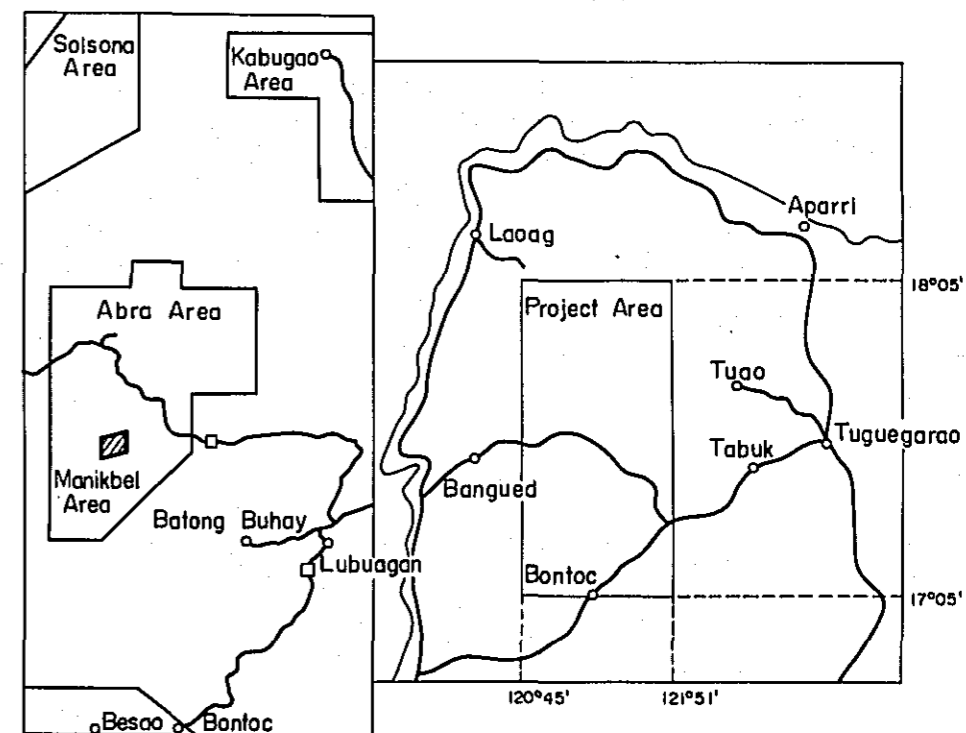 Solsona
Area
Kabugao
Area
Abra Area
Manikbel
Area
Batong Buhay
Lubuagan
Besao
Bontoc
Aparri
Laoag
18°05'
Project Area
Tuao
Tuguegarao
Tabuk
Bangued
Bontoc
17°05'
120°45'
121°51'